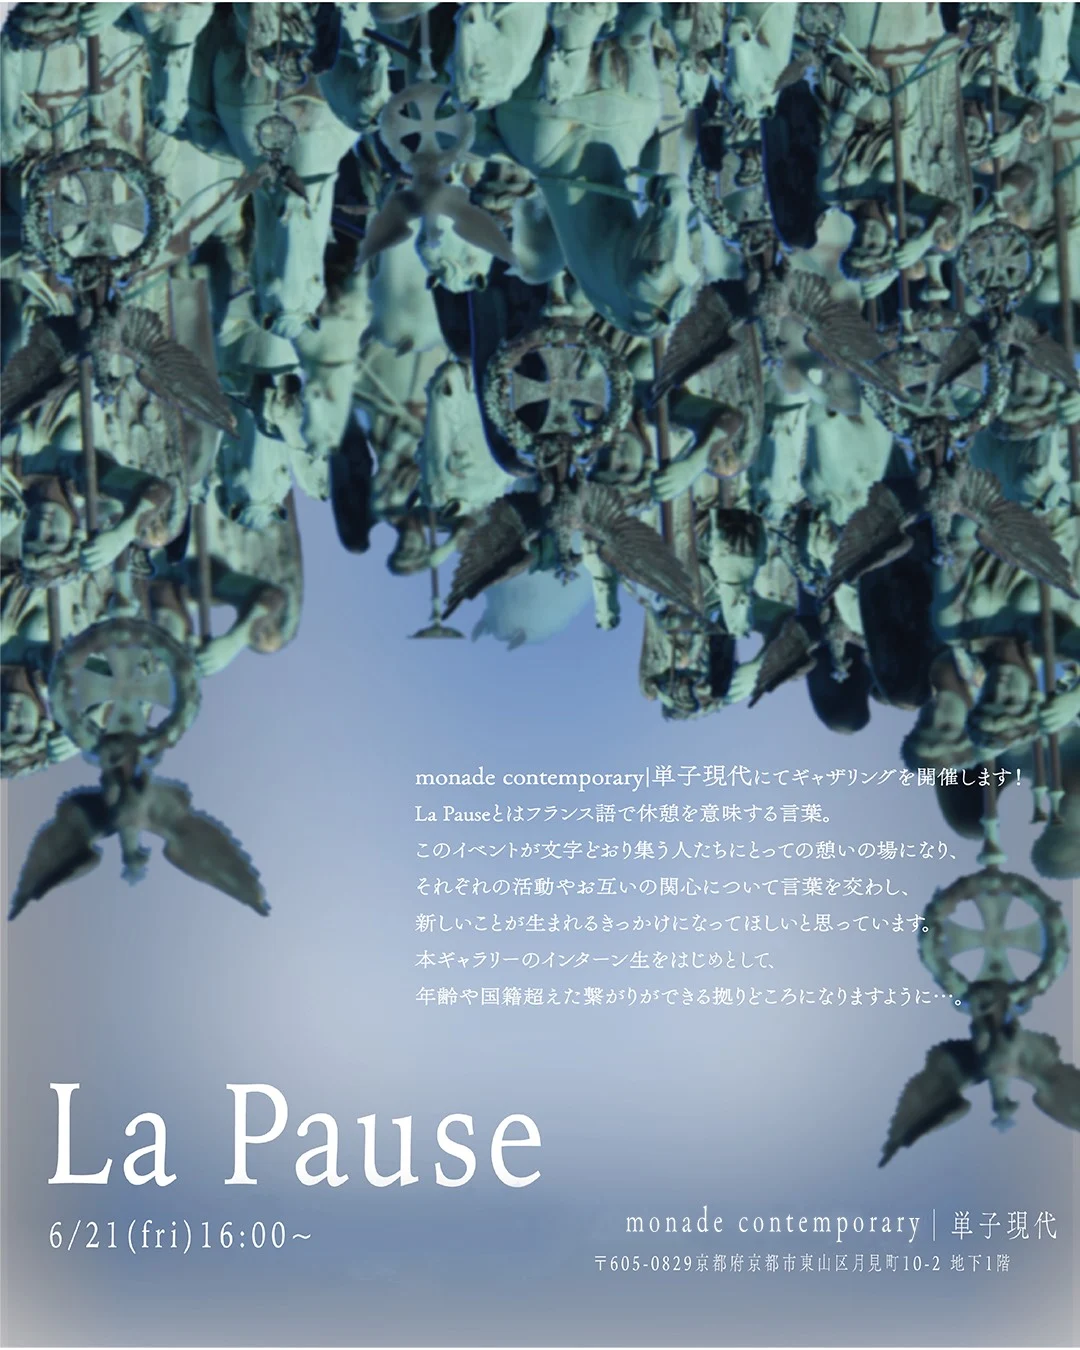 monade contemporary|単子現代にてギャザリングを開催します!
La Pauseとはフランス語で休憩を意味する言葉。
このイベントが文字どおり集う人たちにとっての憩いの場になり、
それぞれの活動やお互いの関心について言葉を交わし、
新しいことが生まれるきっかけになってほしいと思っています。
本ギャラリーのインターン生をはじめとして、
年齢や国籍超えた繋がりができる拠りどころになりますように…。
La Pause
6/21(fri)16:00~
monade contemporary|単子現代
〒605-0829京都府京都市東山区月見町10-2 地下1階